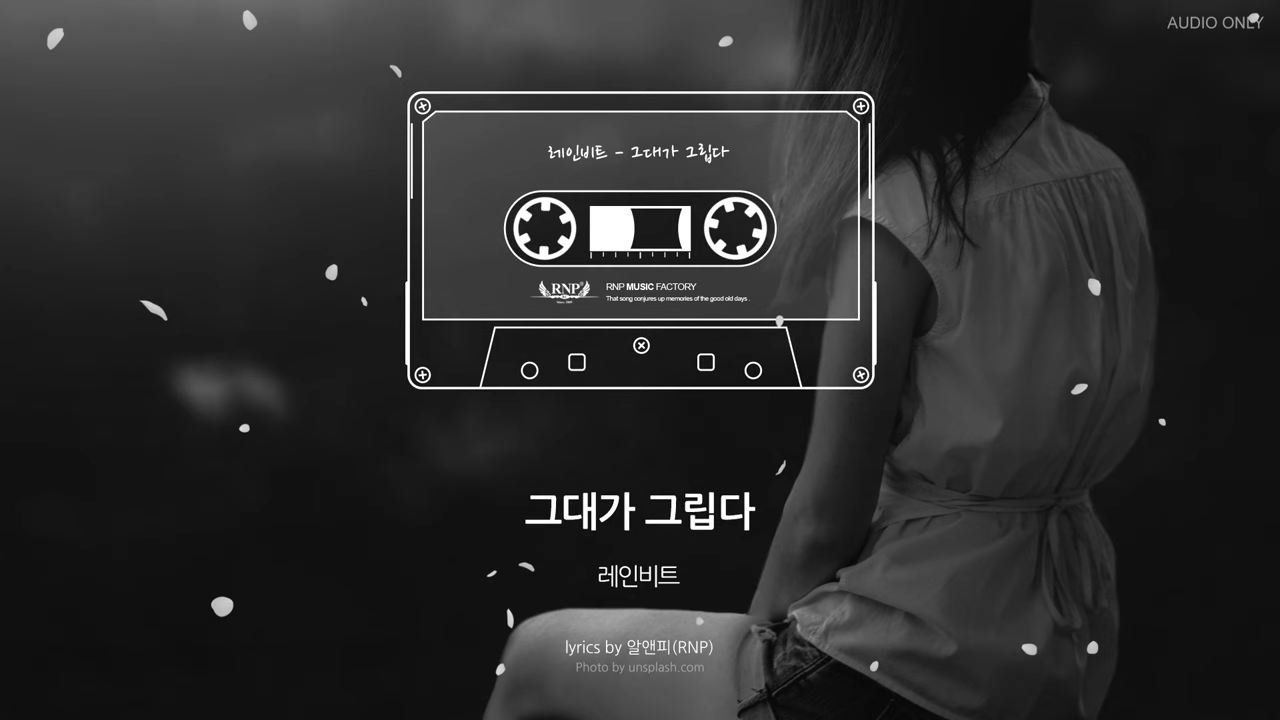 AUDIO ONLY
레인비트 - 그대가 그립다
RNP
RNP MUSIC FACTORY
That song conjures up memories of the good old days .
그대가 그립다
레인비트
lyrics by 알앤피(RNP)
Photo by unsplash.com